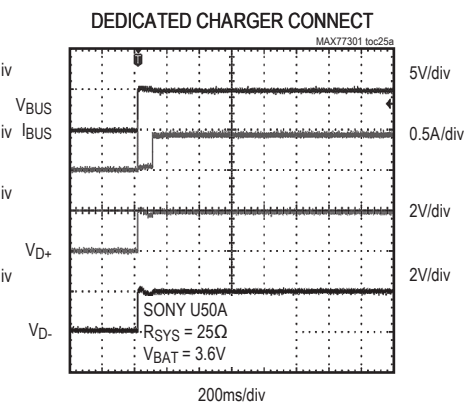 DEDICATED CHARGER CONNECT
MAX77301 toc25a
T
iv
5V/div
VBUS
iv
IBUS
0.5A/div
iv
2V/div
VD+
iv
2V/div
SONY U50A
RSYS = 25Ω
VBAT = 3.6V
VD-
200ms/div